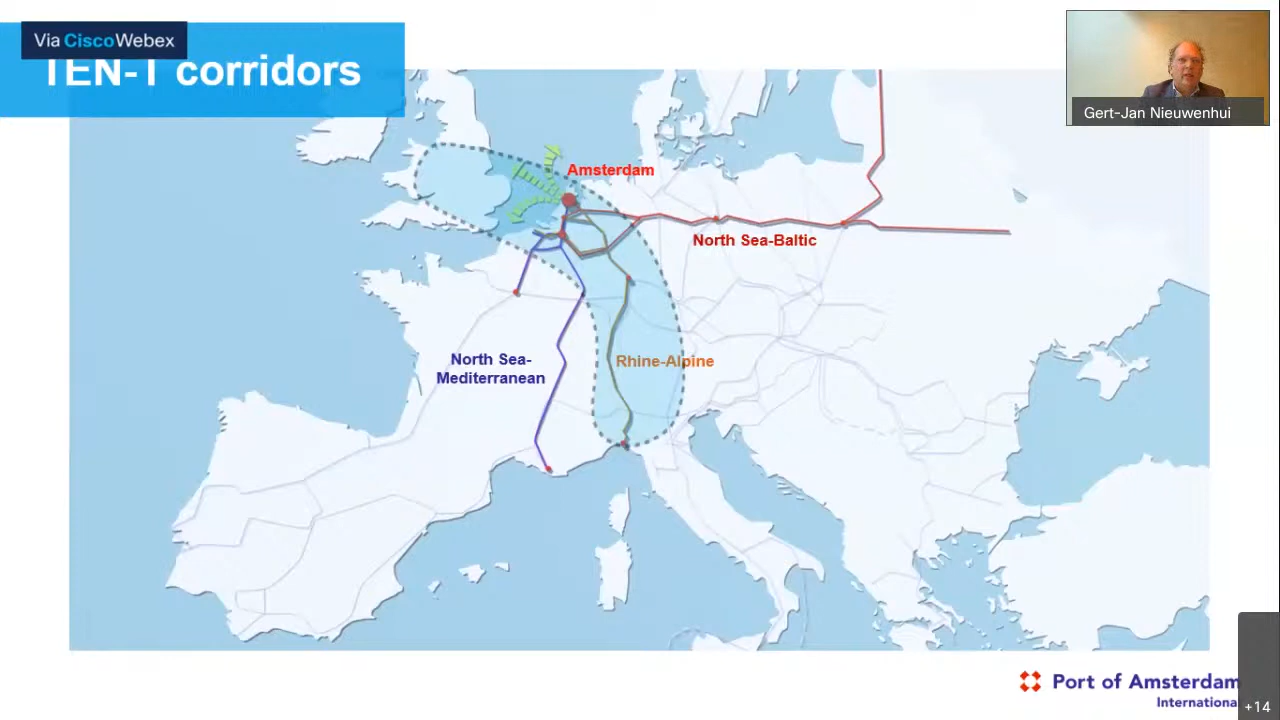 Via CiscoWebex
TEN-T corridors
Gert-Jan Nieuwenhui
Amsterdam
North Sea-Baltic
North Sea-
Mediterranean
Rhine-Alpine
Port of Amsterdam
International
+14